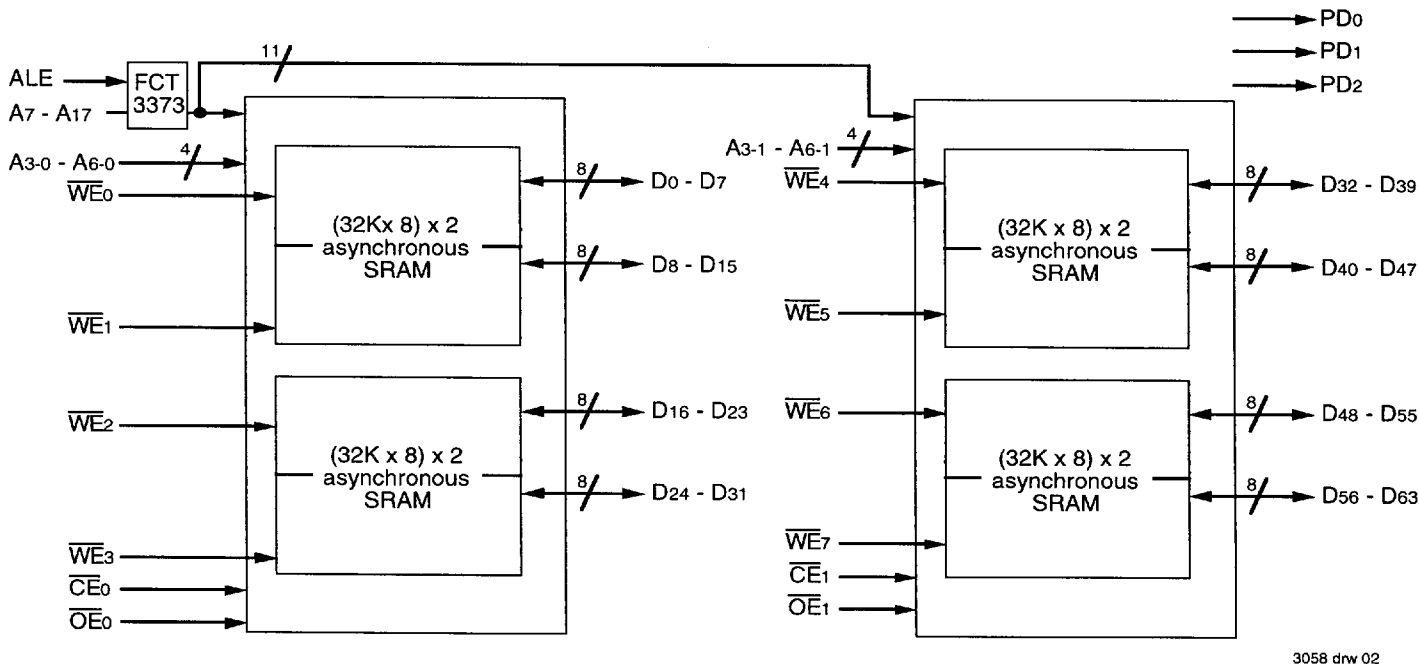 PD0
PD1
PD2
11
ALE
FCT
3373
A7 - A17
A3-0 - A6-0
4
WE0
(32Kx 8) x 2
asynchronous
SRAM
8
D0 - D7
8
D8 - D15
WE1
WE2
(32K x 8) x 2
asynchronous
SRAM
8
D16 - D23
8
D24 - D31
WE3
CE0
OE0
A3-1 - A6-1
4
WE4
(32K x 8) x 2
asynchronous
SRAM
8
D32 - D39
8
D40 - D47
WE5
WE6
(32K x 8) x 2
asynchronous
SRAM
8
D48 - D55
8
D56 - D63
WE7
CE1
OE1
3058 drw 02